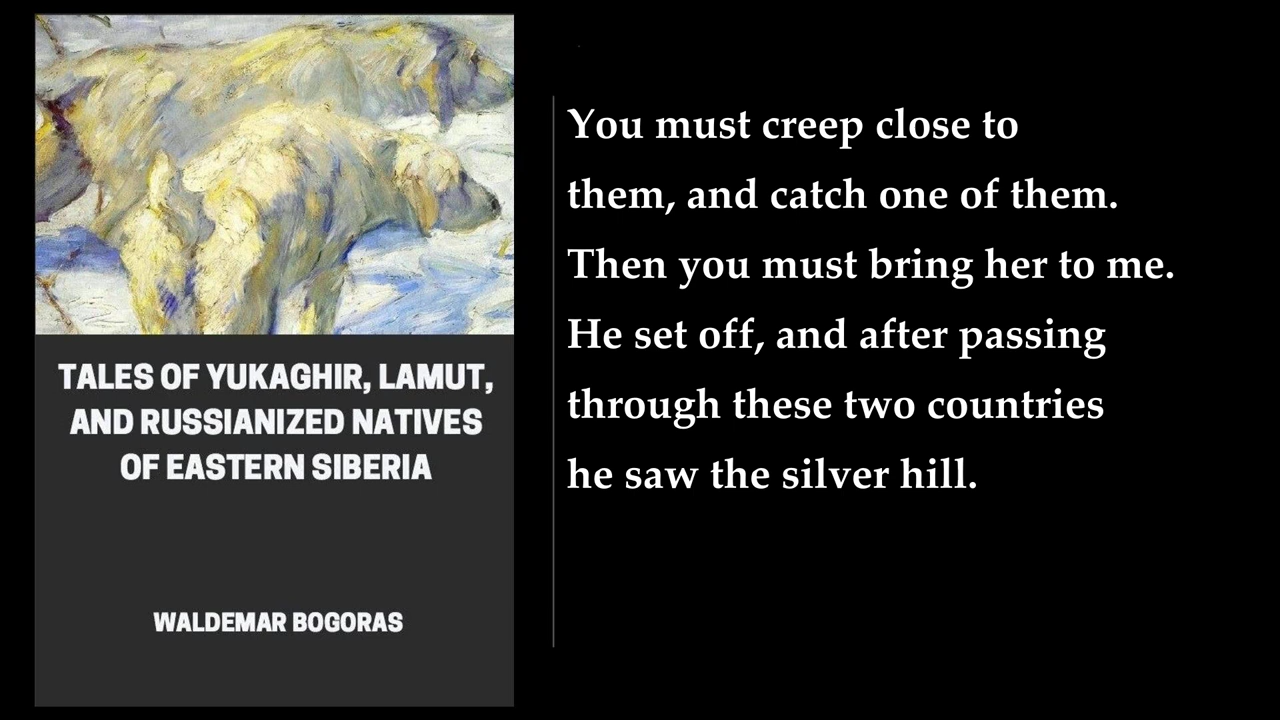 TALES OF YUKAGHIR, LAMUT,
AND RUSSIANIZED NATIVES
OF EASTERN SIBERIA
WALDEMAR BOGORAS
You must creep close to
them, and catch one of them.
Then you must bring her to me.
He set off, and after passing
through these two countries
he saw the silver hill.